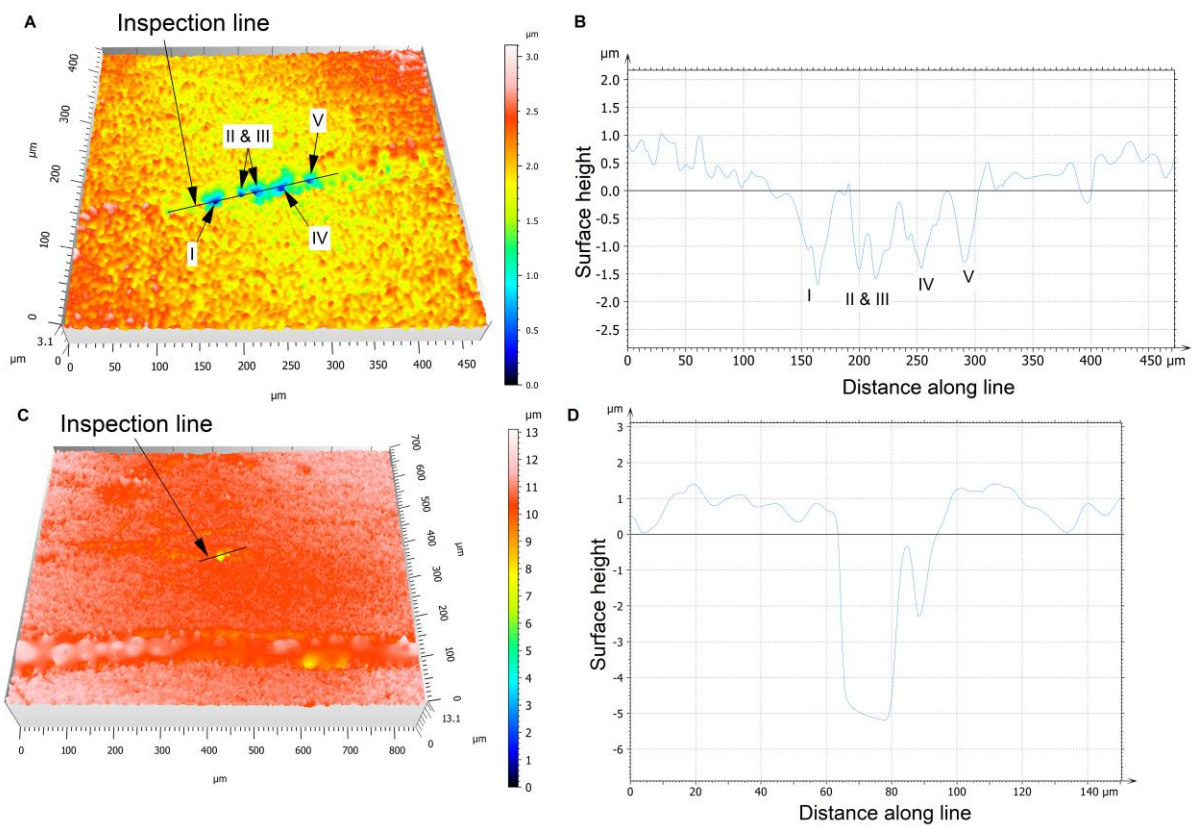 A
Inspection line
µm
3.0
2.5
2.0
1.5
1.0
0.5
0.0
II & III
V
I
IV
400
300
200
100
0
µm
3.1
µm
0
50
100
150
200
250
300
350
400
450
µm
B
µm
2.0
1.5
1.0
0.5
0.0
-0.5
-1.0
-1.5
-2.0
-2.5
Surface height
I
II & III
IV
V
0 50 100 150 200 250 300 350 400 450 µm
Distance along line
C
Inspection line
µm
13
12
11
10
9
8
7
6
5
4
3
2
1
0
700
600
500
400
300
200
100
0
µm
13.1
0
µm
0 100 200 300 400 500 600 700 800
µm
D
µm
3
2
1
0
-1
-2
-3
-4
-5
-6
Surface height
0 20 40 60 80 100 120 140 µm
Distance along line